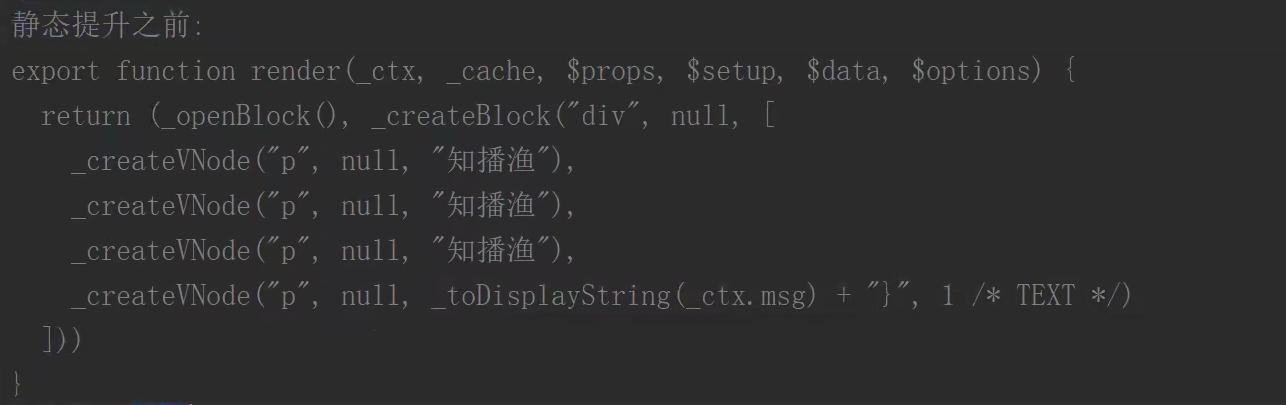 静态提升之前:
export function render(_ctx, _cache, $props, $setup, $data, $options) {
  return (_openBlock(), _createBlock("div", null, [
    _createVNode("p", null, "知播渔"),
    _createVNode("p", null, "知播渔"),
    _createVNode("p", null, "知播渔"),
    _createVNode("p", null, _toDisplayString(_ctx.msg) + "}", 1 /* TEXT */)
  ]))
}